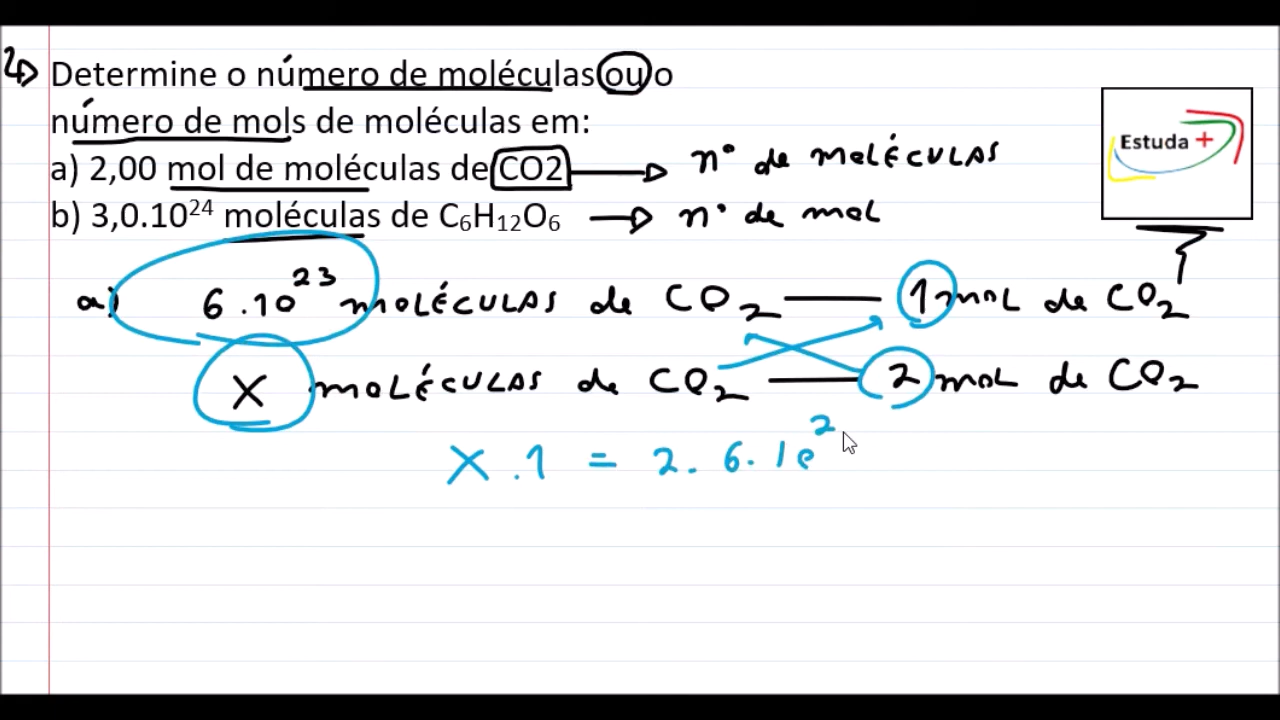 2 Determine o número de moléculas ou o
número de mols de moléculas em:
a) 2,00 mol de moléculas de CO2 → nº de MOLÉCULAS
b) 3,0.10²⁴ moléculas de C₆H₁₂O₆ → nº de mol
Estuda +
a) 6.10²³ MOLÉCULAS de CO₂ — 1 mol de CO₂
X MOLÉCULAS de CO₂ — 2 mol de CO₂
X . 1 = 2 . 6 . 10²